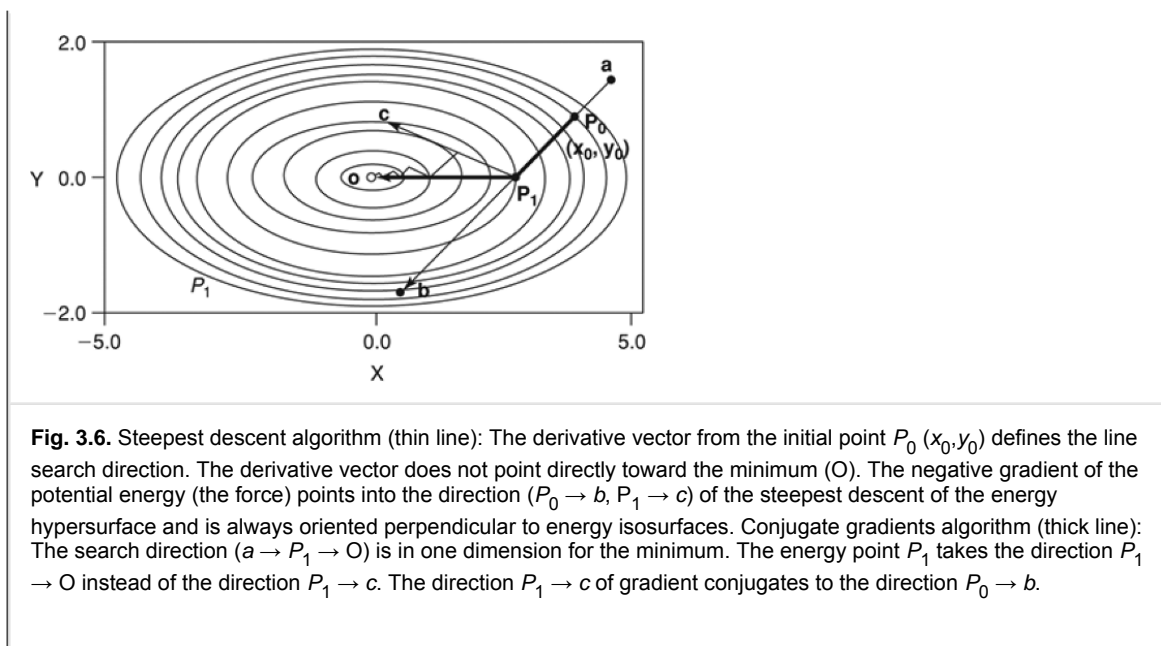 2.0
a
P0
c
(x0, y0)
Y 0.0
o
P1
P1
b
−2.0
−5.0
0.0
5.0
X
Fig. 3.6. Steepest descent algorithm (thin line): The derivative vector from the initial point P0 (x0,y0) defines the line
search direction. The derivative vector does not point directly toward the minimum (O). The negative gradient of the
potential energy (the force) points into the direction (P0 → b, P1 → c) of the steepest descent of the energy
hypersurface and is always oriented perpendicular to energy isosurfaces. Conjugate gradients algorithm (thick line):
The search direction (a → P1 → O) is in one dimension for the minimum. The energy point P1 takes the direction P1
→ O instead of the direction P1 → c. The direction P1 → c of gradient conjugates to the direction P0 → b.